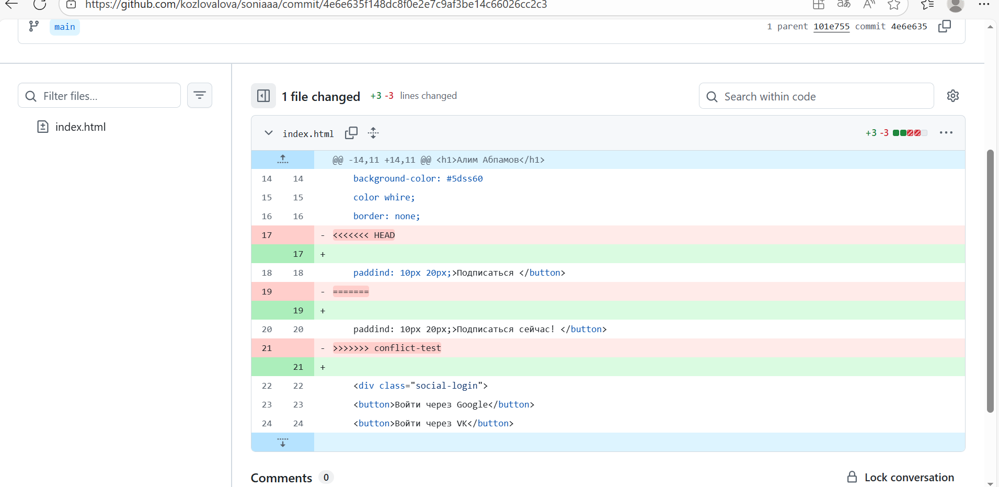 https://github.com/kozlovalova/soniaaa/commit/4e6e635f148dc8f0e2e7c9af3be14c66026cc2c3
main
1 parent 101e755 commit 4e6e635
Filter files...
index.html
1 file changed +3 -3 lines changed
Search within code
index.html
+3 -3
@@ -14,11 +14,11 @@ <h1>Алим Абпамов</h1>
14 14 background-color: #5dss60
15 15 color whire;
16 16 border: none;
17 - <<<<<<< HEAD
17 +
18 18 paddind: 10px 20px;>Подписаться </button>
19 - =======
19 +
20 20 paddind: 10px 20px;>Подписаться сейчас! </button>
21 - >>>>>>> conflict-test
21 +
22 22 <div class="social-login">
23 23 <button>Войти через Google</button>
24 24 <button>Войти через VK</button>
Comments 0
Lock conversation